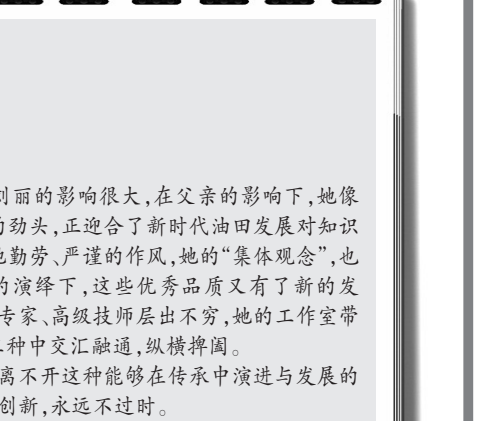 刘丽的影响很大,在父亲的影响下,她像
的劲头,正迎合了新时代油田发展对知识
她勤劳、严谨的作风,她的“集体观念”,也
的演绎下,这些优秀品质又有了新的发
专家、高级技师层出不穷,她的工作室带
种中交汇融通,纵横捭阖。
离不开这种能够在传承中演进与发展的
创新,永远不过时。